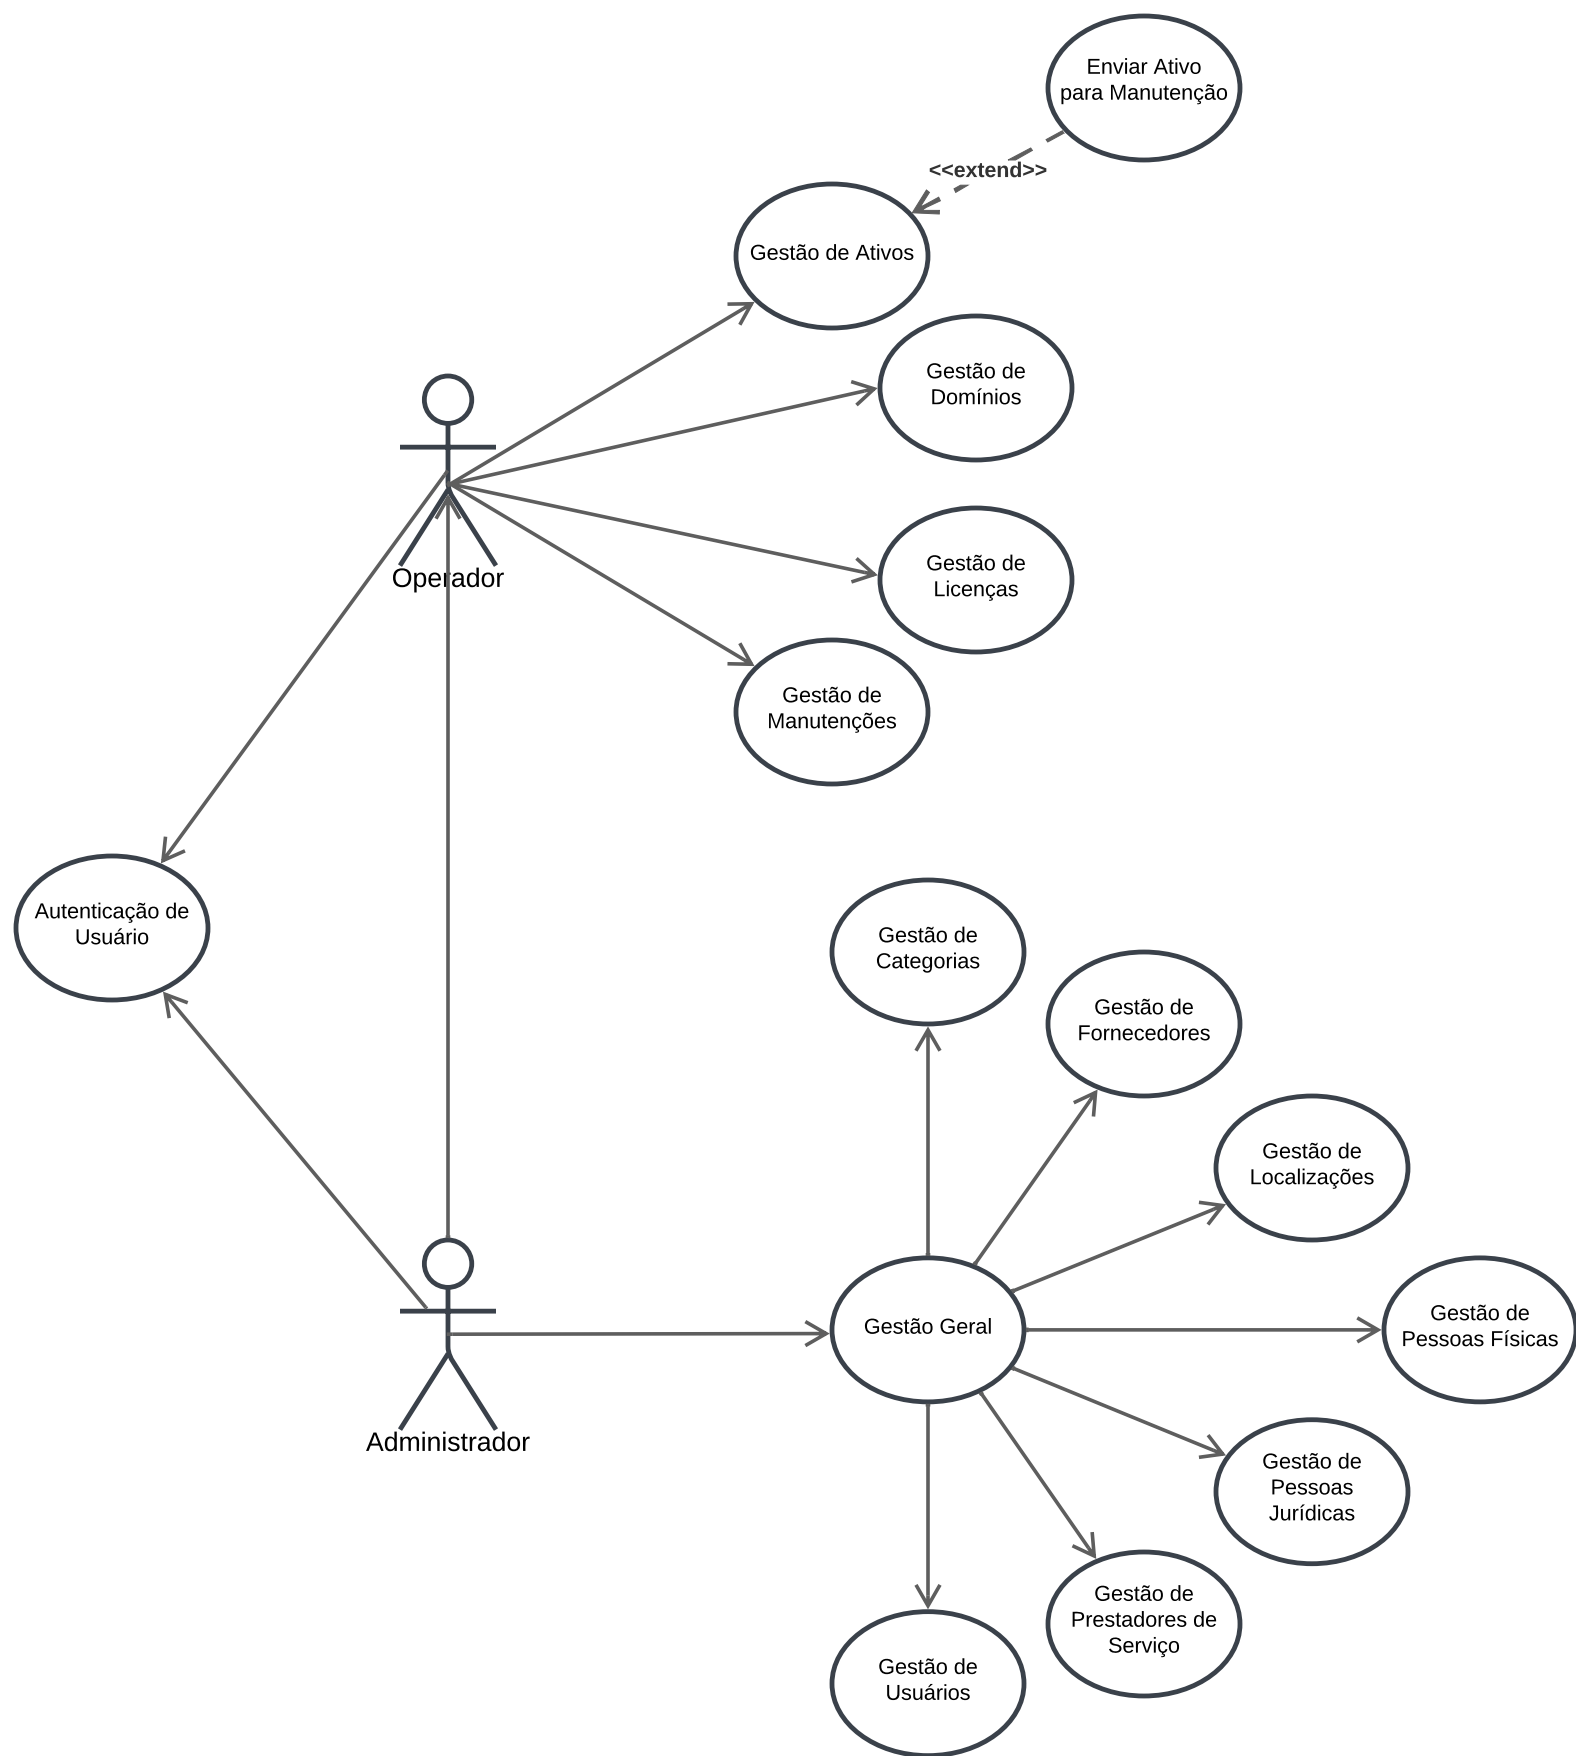 Enviar Ativo
para Manutenção
<<extend>>
Gestão de Ativos
Gestão de
Domínios
Operador
Gestão de
Licenças
Gestão de
Manutenções
Autenticação de
Usuário
Gestão de
Categorias
Gestão de
Fornecedores
Gestão de
Localizações
Gestão Geral
Gestão de
Pessoas Físicas
Administrador
Gestão de
Pessoas
Jurídicas
Gestão de
Prestadores de
Serviço
Gestão de
Usuários